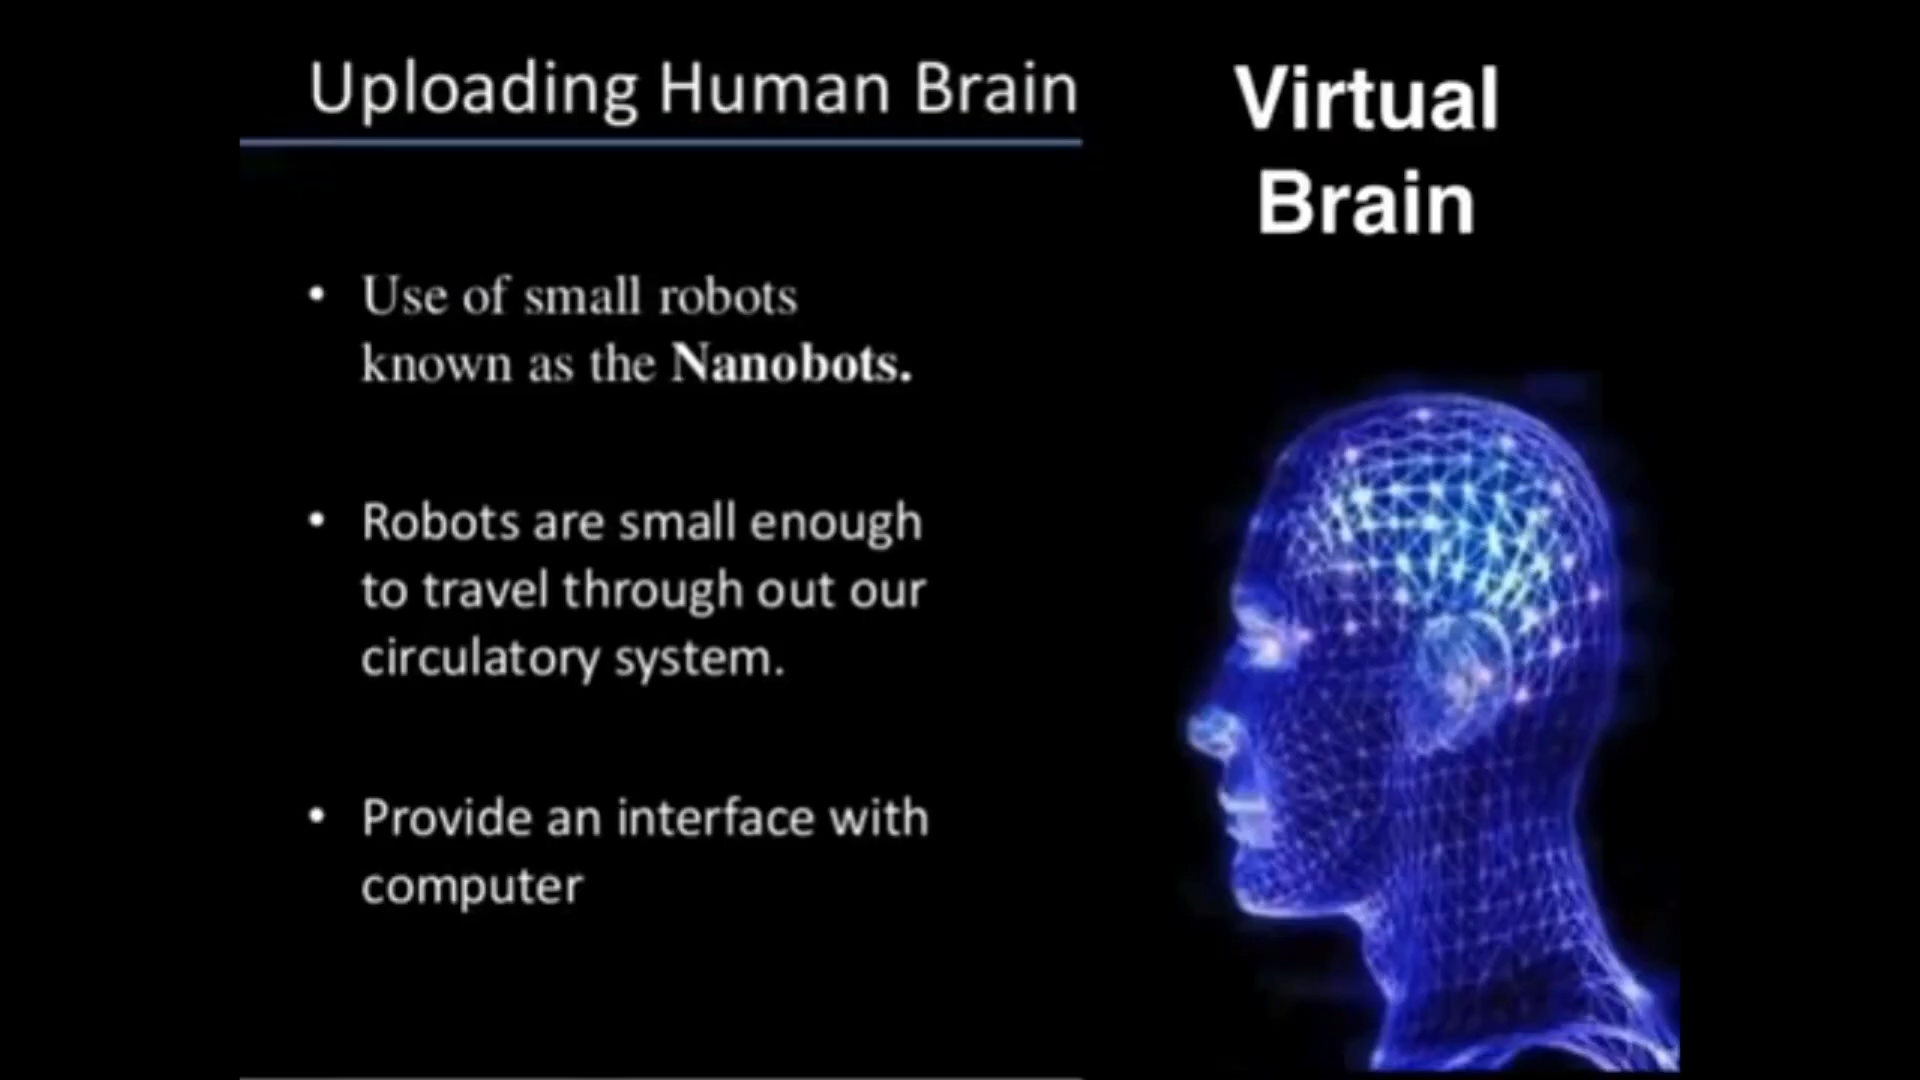 Uploading Human Brain
• Use of small robots
known as the Nanobots.
• Robots are small enough
to travel through out our
circulatory system.
• Provide an interface with
computer
Virtual
Brain